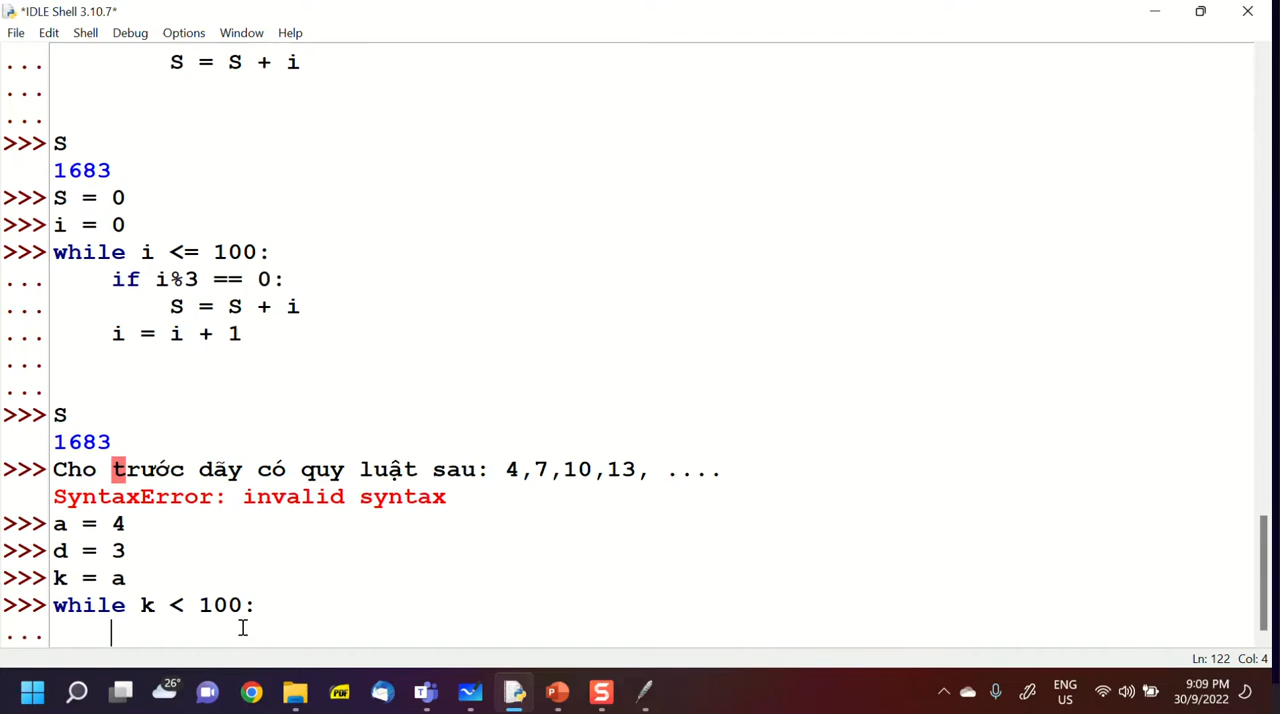 *IDLE Shell 3.10.7*
File Edit Shell Debug Options Window Help
... S = S + i
...
...
>>> S
1683
>>> S = 0
>>> i = 0
>>> while i <= 100:
... if i%3 == 0:
... S = S + i
... i = i + 1
...
...
>>> S
1683
>>> Cho trước dãy có quy luật sau: 4,7,10,13, ....
SyntaxError: invalid syntax
>>> a = 4
>>> d = 3
>>> k = a
>>> while k < 100:
...
Ln: 122 Col: 4
26°
PDF
ENG
US
9:09 PM
30/9/2022